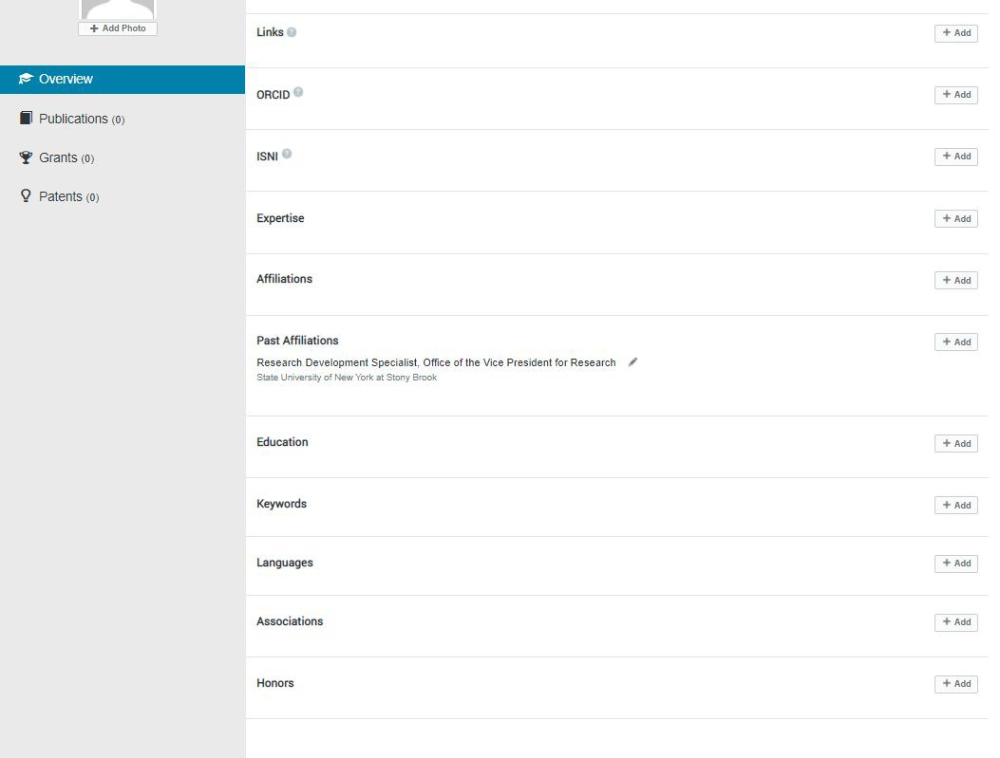 Add Photo
Overview
Publications (0)
Grants (0)
Patents (0)
Links ? + Add
ORCID ? + Add
ISNI ? + Add
Expertise + Add
Affiliations + Add
Past Affiliations + Add
Research Development Specialist, Office of the Vice President for Research
State University of New York at Stony Brook
Education + Add
Keywords + Add
Languages + Add
Associations + Add
Honors + Add